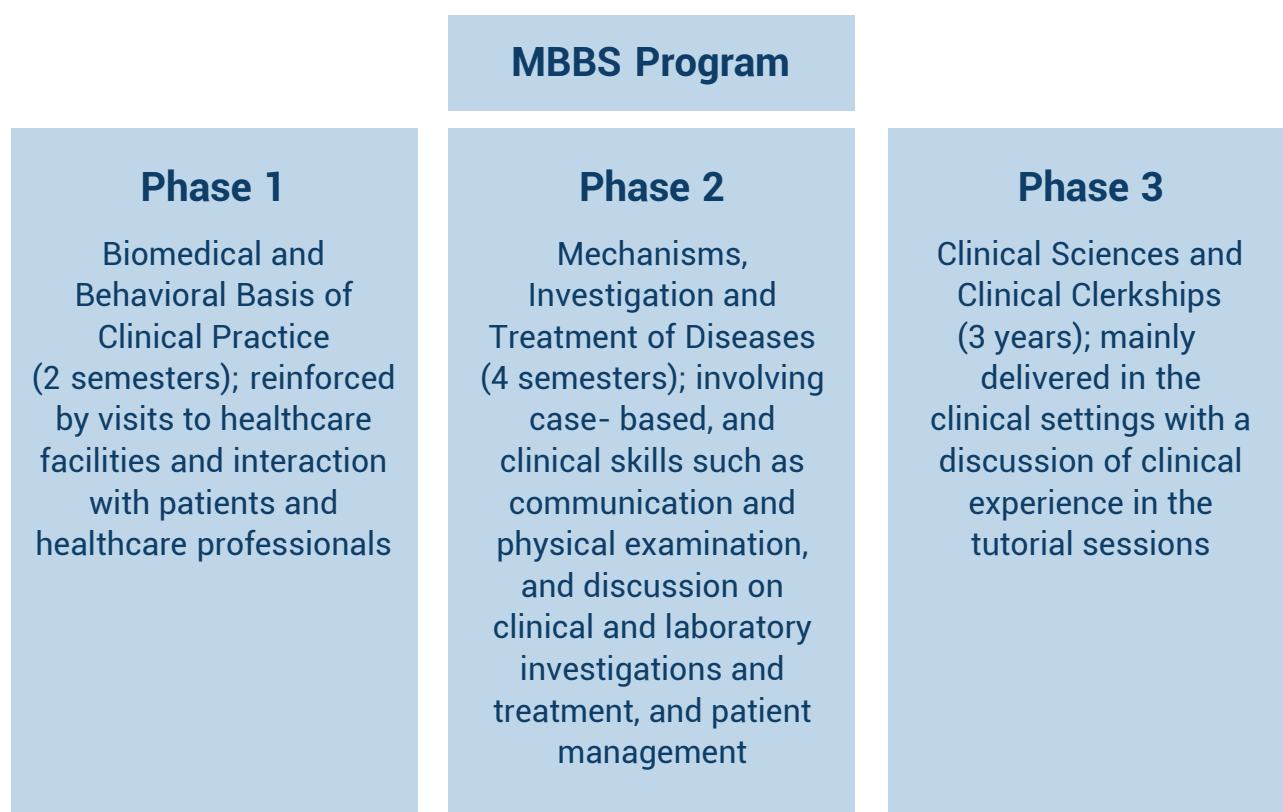 MBBS Program
Phase 1
Biomedical and
Behavioral Basis of
Clinical Practice
(2 semesters); reinforced
by visits to healthcare
facilities and interaction
with patients and
healthcare professionals
Phase 2
Mechanisms,
Investigation and
Treatment of Diseases
(4 semesters); involving
case- based, and
clinical skills such as
communication and
physical examination,
and discussion on
clinical and laboratory
investigations and
treatment, and patient
management
Phase 3
Clinical Sciences and
Clinical Clerkships
(3 years); mainly
delivered in the
clinical settings with a
discussion of clinical
experience in the
tutorial sessions